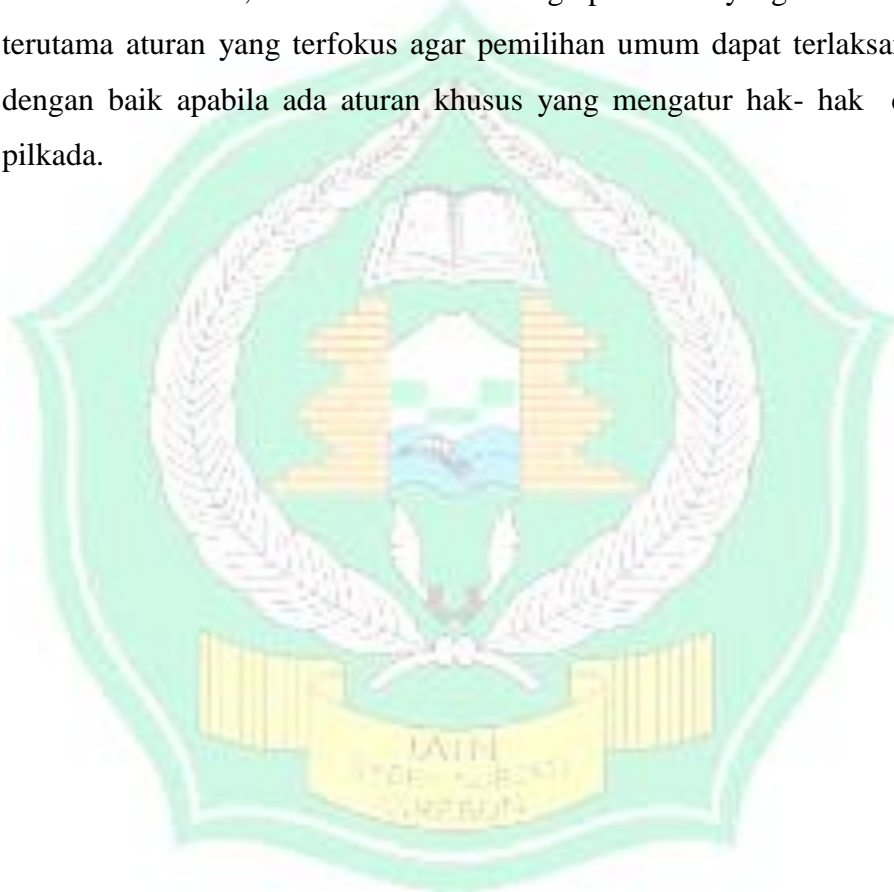 terutama aturan yang terfokus agar pemilihan umum dapat terlaksa
dengan baik apabila ada aturan khusus yang mengatur hak- hak
pilkada.
IAIN